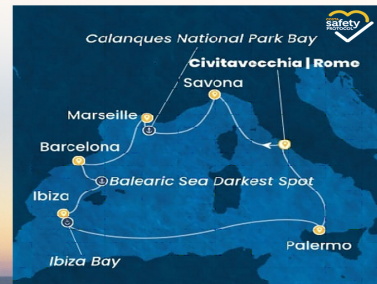 safety
PROTOCOL
Calanques National Park Bay
Civitavecchia | Rome
Savona
Marseille
Barcelona
Balearic Sea Darkest Spot
Ibiza
Palermo
Ibiza Bay